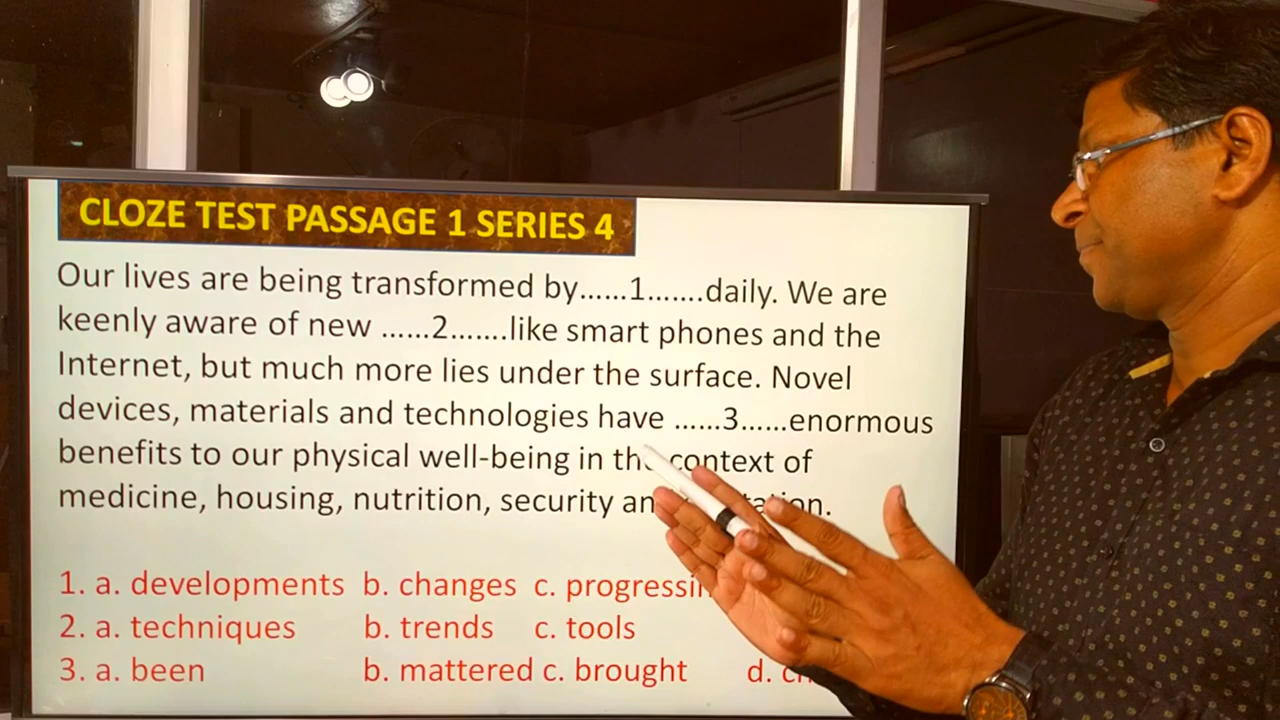 CLOZE TEST PASSAGE 1 SERIES 4
Our lives are being transformed by......1.......daily. We are
keenly aware of new ......2.......like smart phones and the
Internet, but much more lies under the surface. Novel
devices, materials and technologies have ......3......enormous
benefits to our physical well-being in the context of
medicine, housing, nutrition, security
1. a. developments b. changes c.
2. a. techniques b. trends c. tools
3. a. been b. mattered c. brought d.